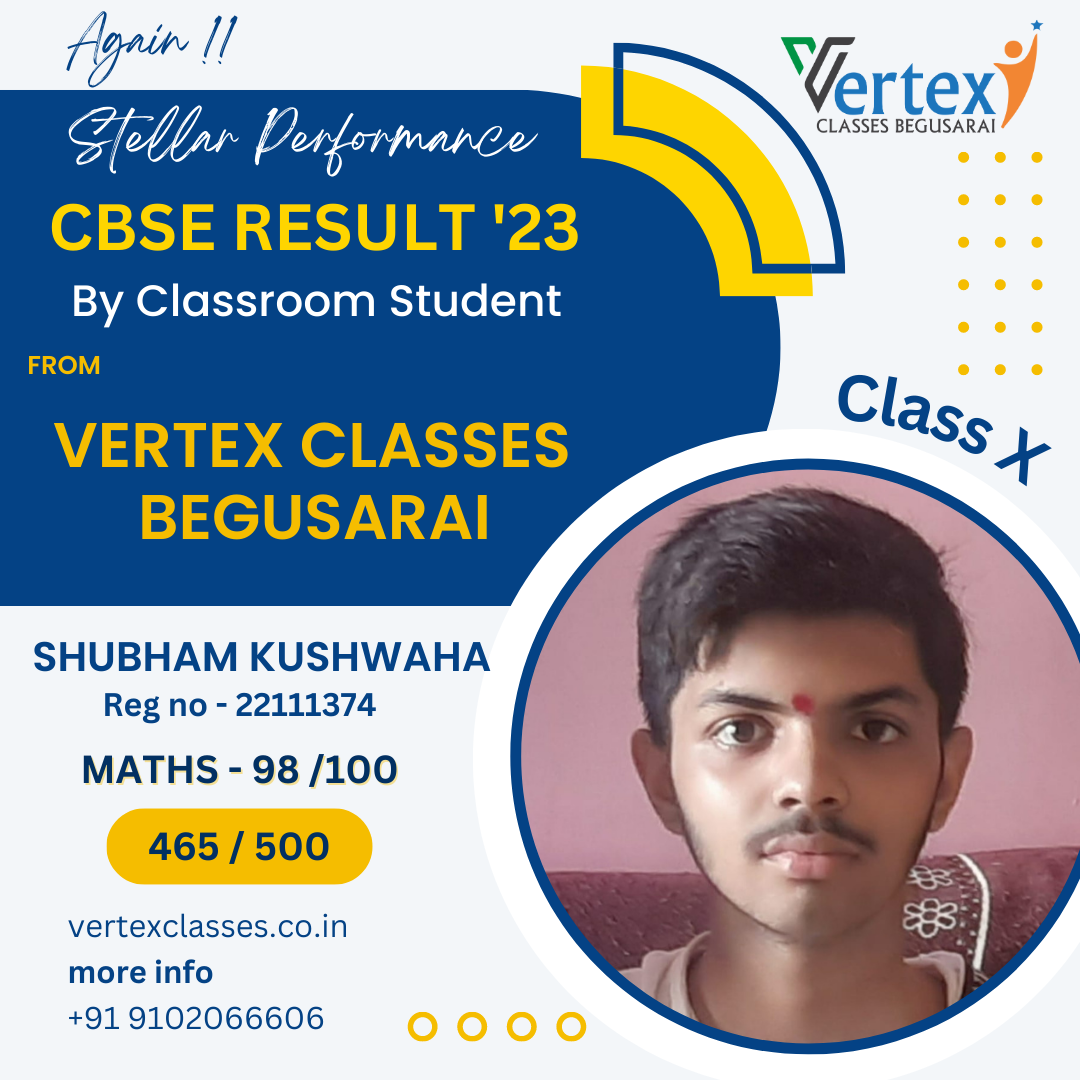 Again !!
Stellar Performance
CBSE RESULT '23
By Classroom Student
FROM
VERTEX CLASSES
BEGUSARAI
Vertex
CLASSES BEGUSARAI
Class X
SHUBHAM KUSHWAHA
Reg no - 22111374
MATHS - 98 /100
465 / 500
vertexclasses.co.in
more info
+91 9102066606